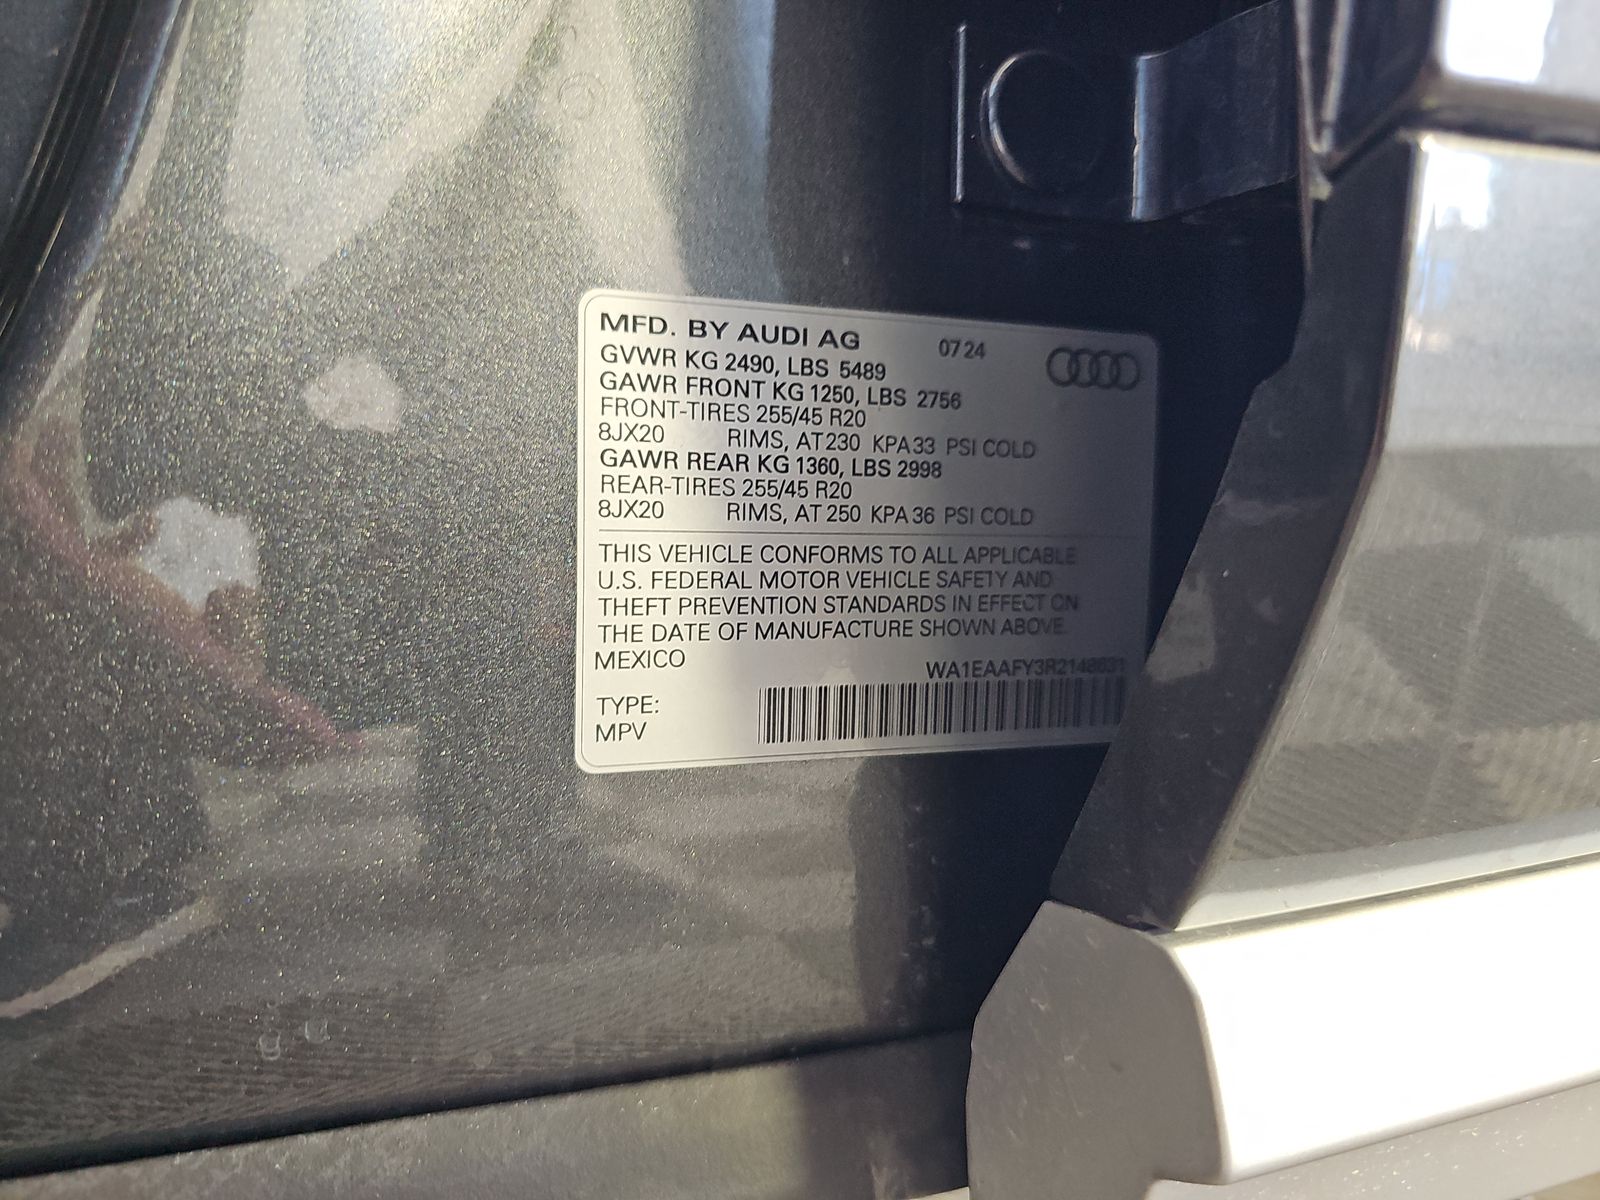 MFD. BY AUDI AG 07 24
GVWR KG 2490, LBS 5489
GAWR FRONT KG 1250, LBS 2756
FRONT-TIRES 255/45 R20
8JX20 RIMS, AT 230 KPA 33 PSI COLD
GAWR REAR KG 1360, LBS 2998
REAR-TIRES 255/45 R20
8JX20 RIMS, AT 250 KPA 36 PSI COLD
THIS VEHICLE CONFORMS TO ALL APPLICABLE
U.S. FEDERAL MOTOR VEHICLE SAFETY AND
THEFT PREVENTION STANDARDS IN EFFECT ON
THE DATE OF MANUFACTURE SHOWN ABOVE.
MEXICO
TYPE:
MPV